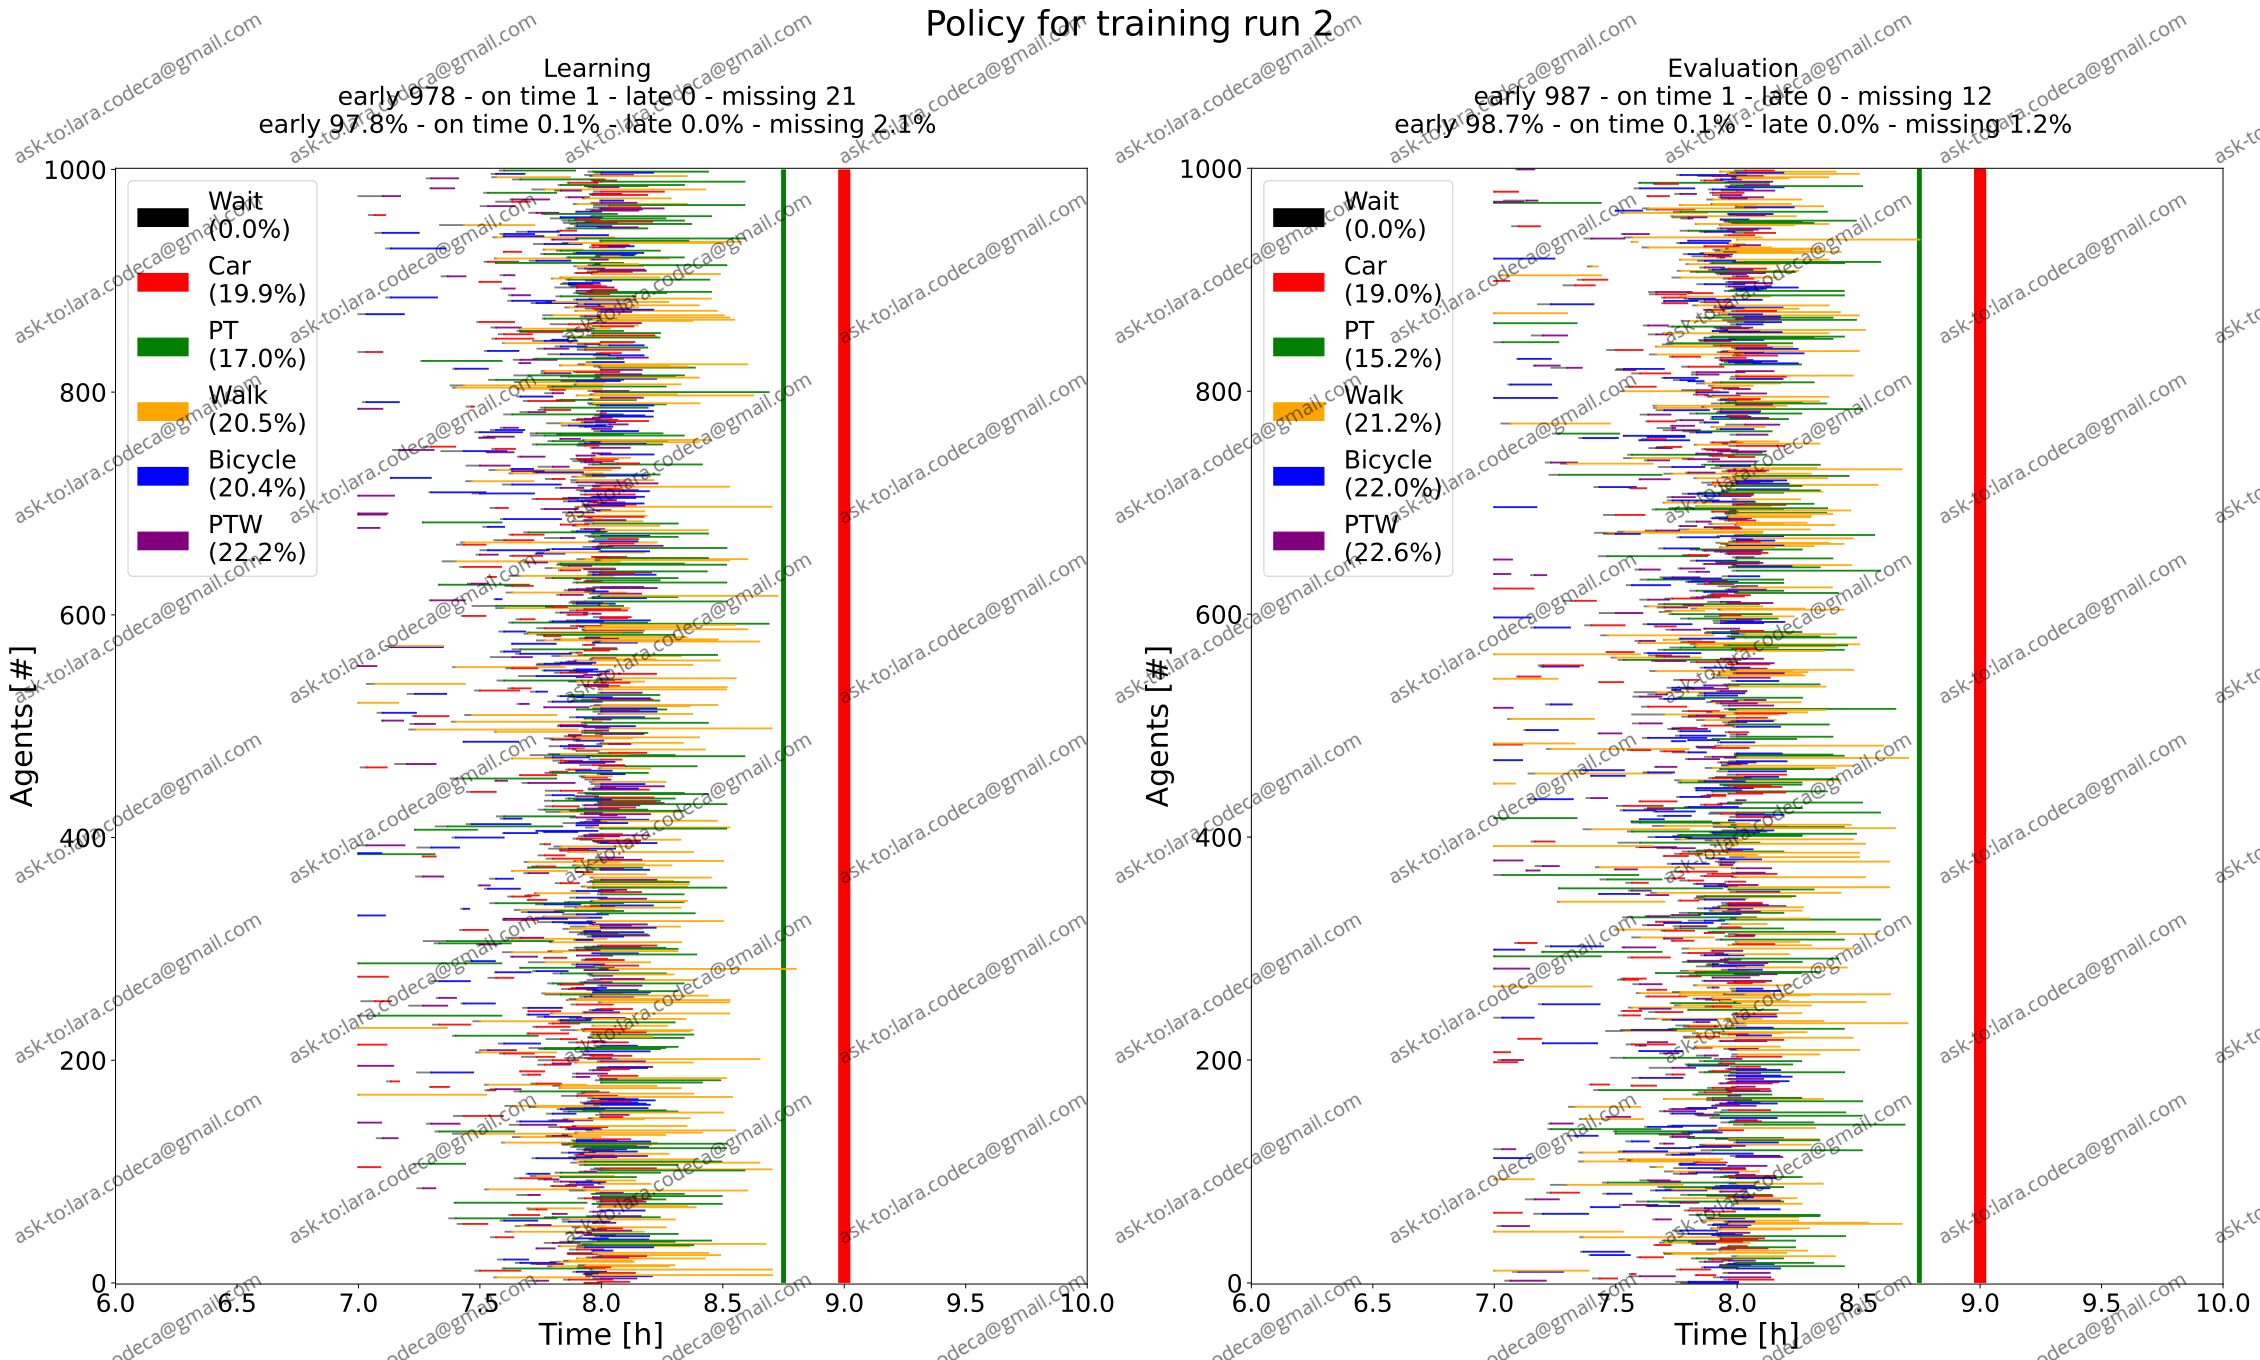 Policy for training run 2
Learning
early 978 - on time 1 - late 0 - missing 21
early 97.8% - on time 0.1% - late 0.0% - missing 2.1%
Agents [#]
1000
800
600
400
200
0
Wait
(0.0%)
Car
(19.9%)
PT
(17.0%)
Walk
(20.5%)
Bicycle
(20.4%)
PTW
(22.2%)
6.0 6.5 7.0 7.5 8.0 8.5 9.0 9.5 10.0
Time [h]
Evaluation
early 987 - on time 1 - late 0 - missing 12
early 98.7% - on time 0.1% - late 0.0% - missing 1.2%
Agents [#]
1000
800
600
400
200
0
Wait
(0.0%)
Car
(19.0%)
PT
(15.2%)
Walk
(21.2%)
Bicycle
(22.0%)
PTW
(22.6%)
6.0 6.5 7.0 7.5 8.0 8.5 9.0 9.5 10.0
Time [h]
ask-to:lara.codeca@gmail.com